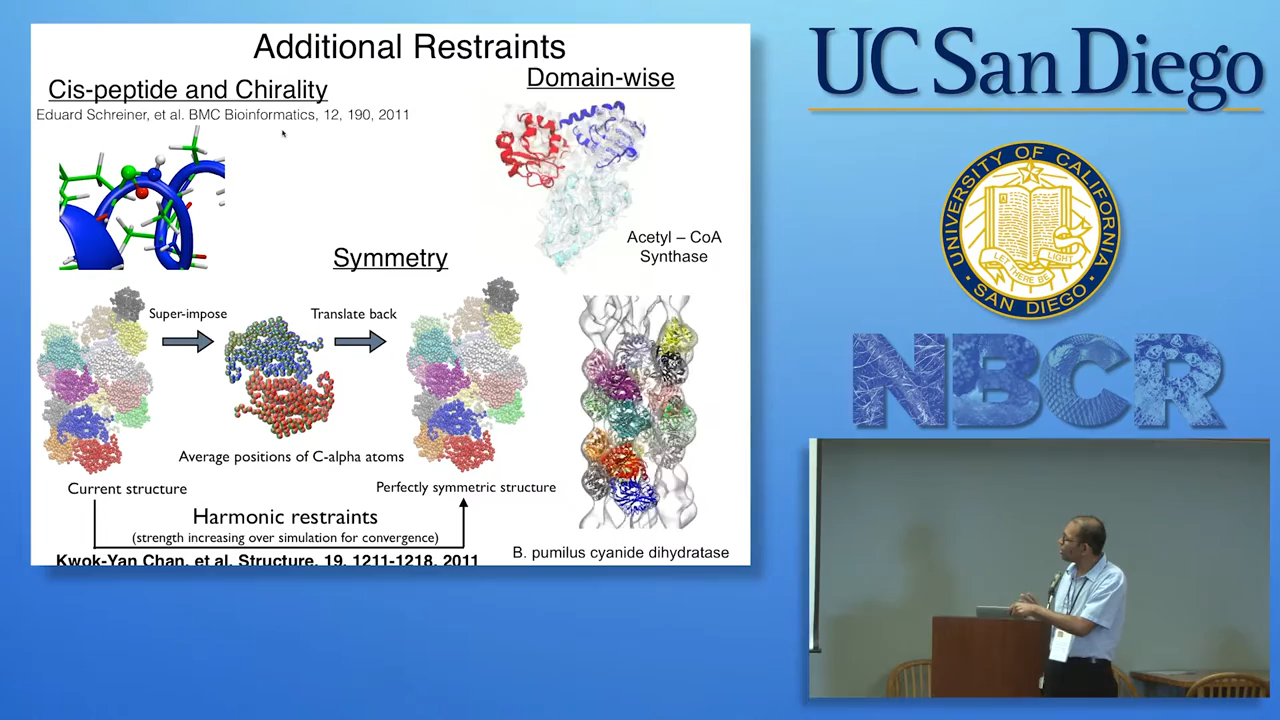 Additional Restraints
Cis-peptide and Chirality
Eduard Schreiner, et al. BMC Bioinformatics, 12, 190, 2011
Domain-wise
Acetyl – CoA
Synthase
Symmetry
Super-impose
Translate back
Average positions of C-alpha atoms
Current structure
Perfectly symmetric structure
Harmonic restraints
(strength increasing over simulation for convergence)
Kwok-Yan Chan, et al. Structure, 19, 1211-1218, 2011
B. pumilus cyanide dihydratase
UC San Diego
UNIVERSITY OF CALIFORNIA
LET THERE BE LIGHT
SAN DIEGO
NBCR